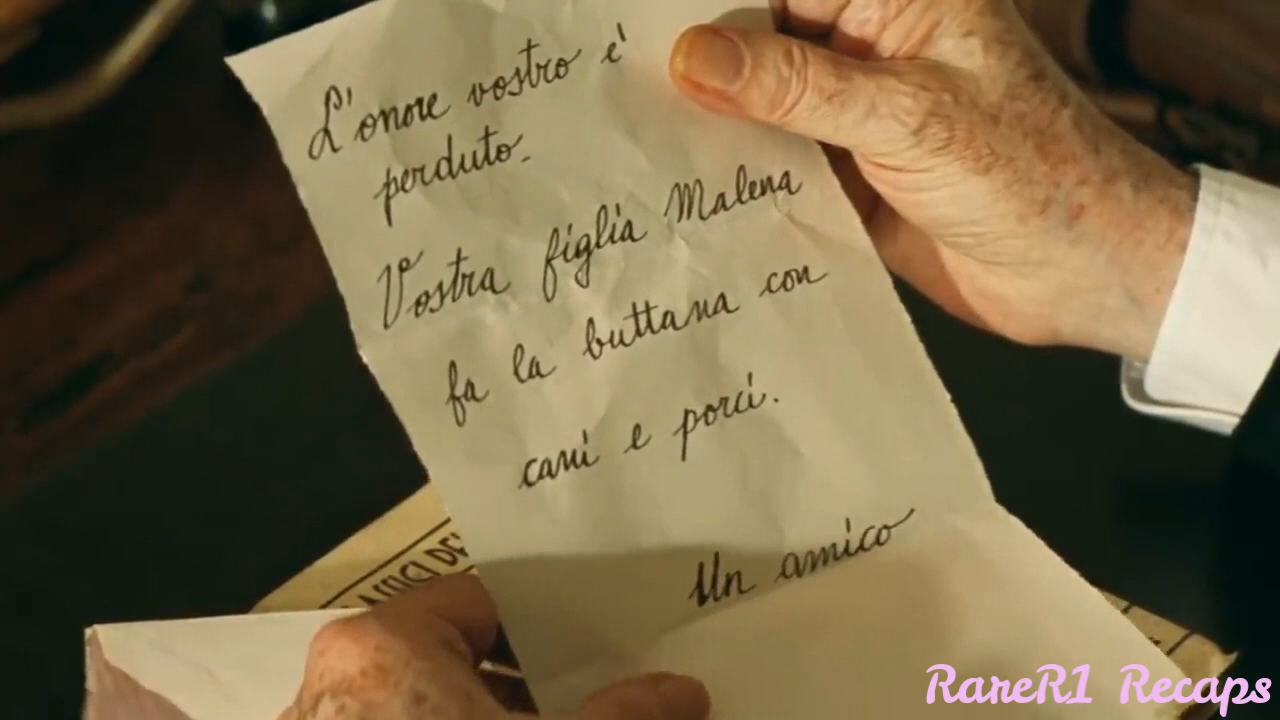 L'onore vostro e'
perduto.
Vostra figlia Malena
fa la buttana con
cani e porci.
Un amico
RareR1 Recaps